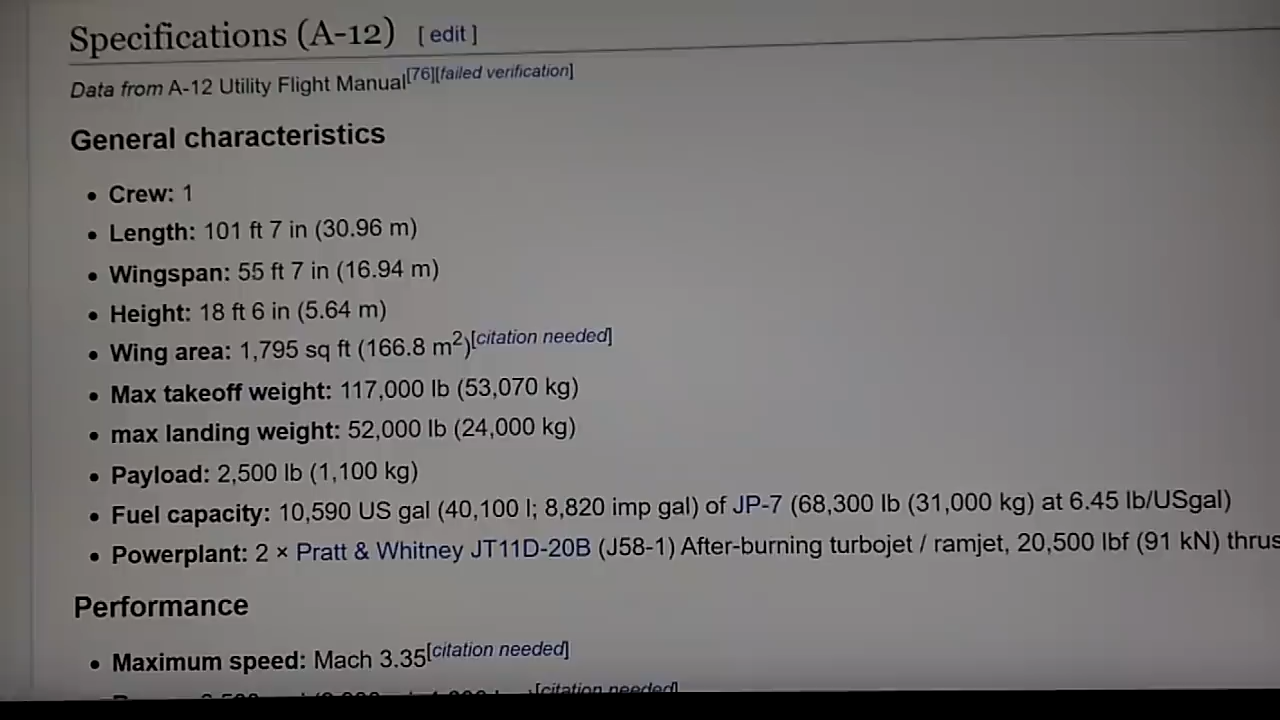 Specifications (A-12) [ edit ]
Data from A-12 Utility Flight Manual[76][failed verification]
General characteristics
• Crew: 1
• Length: 101 ft 7 in (30.96 m)
• Wingspan: 55 ft 7 in (16.94 m)
• Height: 18 ft 6 in (5.64 m)
• Wing area: 1,795 sq ft (166.8 m2)[citation needed]
• Max takeoff weight: 117,000 lb (53,070 kg)
• max landing weight: 52,000 lb (24,000 kg)
• Payload: 2,500 lb (1,100 kg)
• Fuel capacity: 10,590 US gal (40,100 l; 8,820 imp gal) of JP-7 (68,300 lb (31,000 kg) at 6.45 lb/USgal)
• Powerplant: 2 × Pratt & Whitney JT11D-20B (J58-1) After-burning turbojet / ramjet, 20,500 lbf (91 kN) thrus
Performance
• Maximum speed: Mach 3.35[citation needed]
[citation needed]